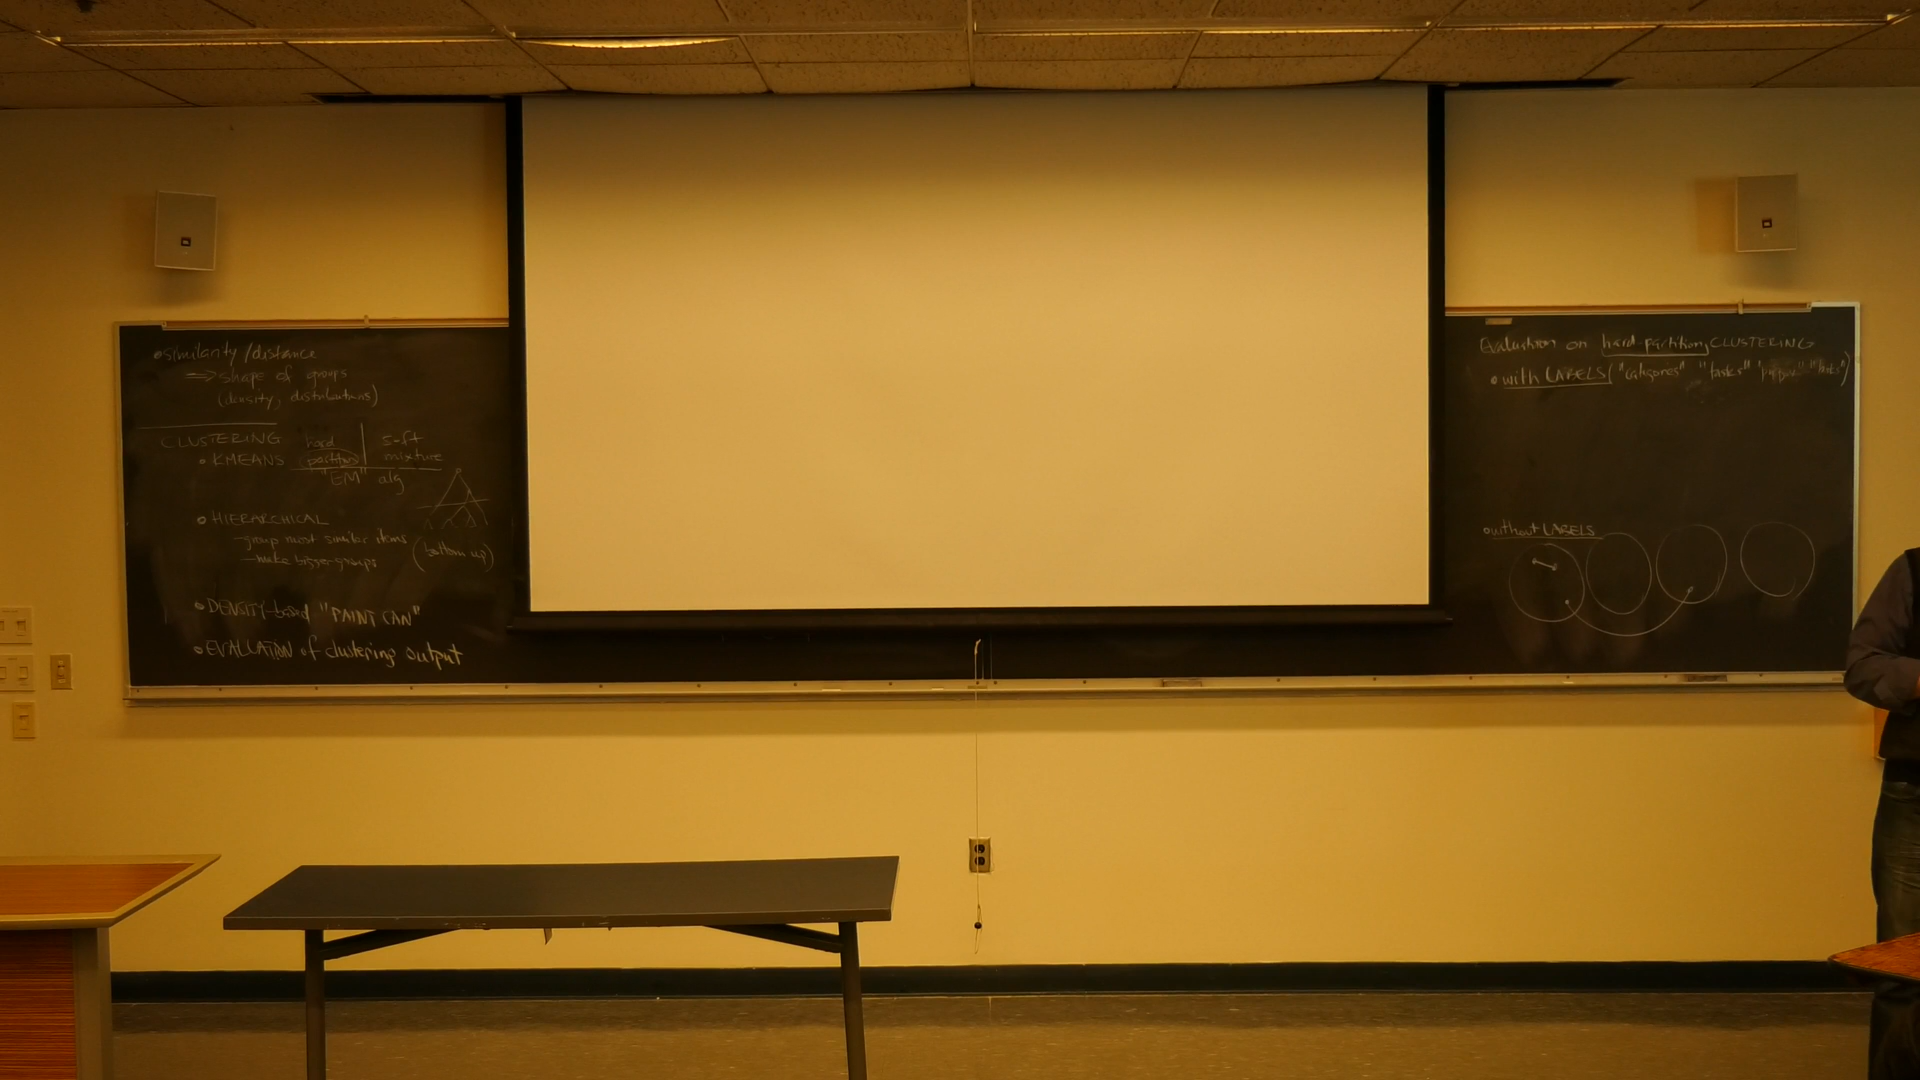 • similarity / distance
⇒ shape of groups
(density, distributions)
CLUSTERING hard | soft
• KMEANS partition | mixture
"EM" alg
• HIERARCHICAL
- group most similar items
- make bigger groups
(bottom up)
• DENSITY-based "PAINT CAN"
• EVALUATION of clustering output
Evaluation on hard-partition CLUSTERING
• with LABELS ("categories" "tasks"
• without LABELS